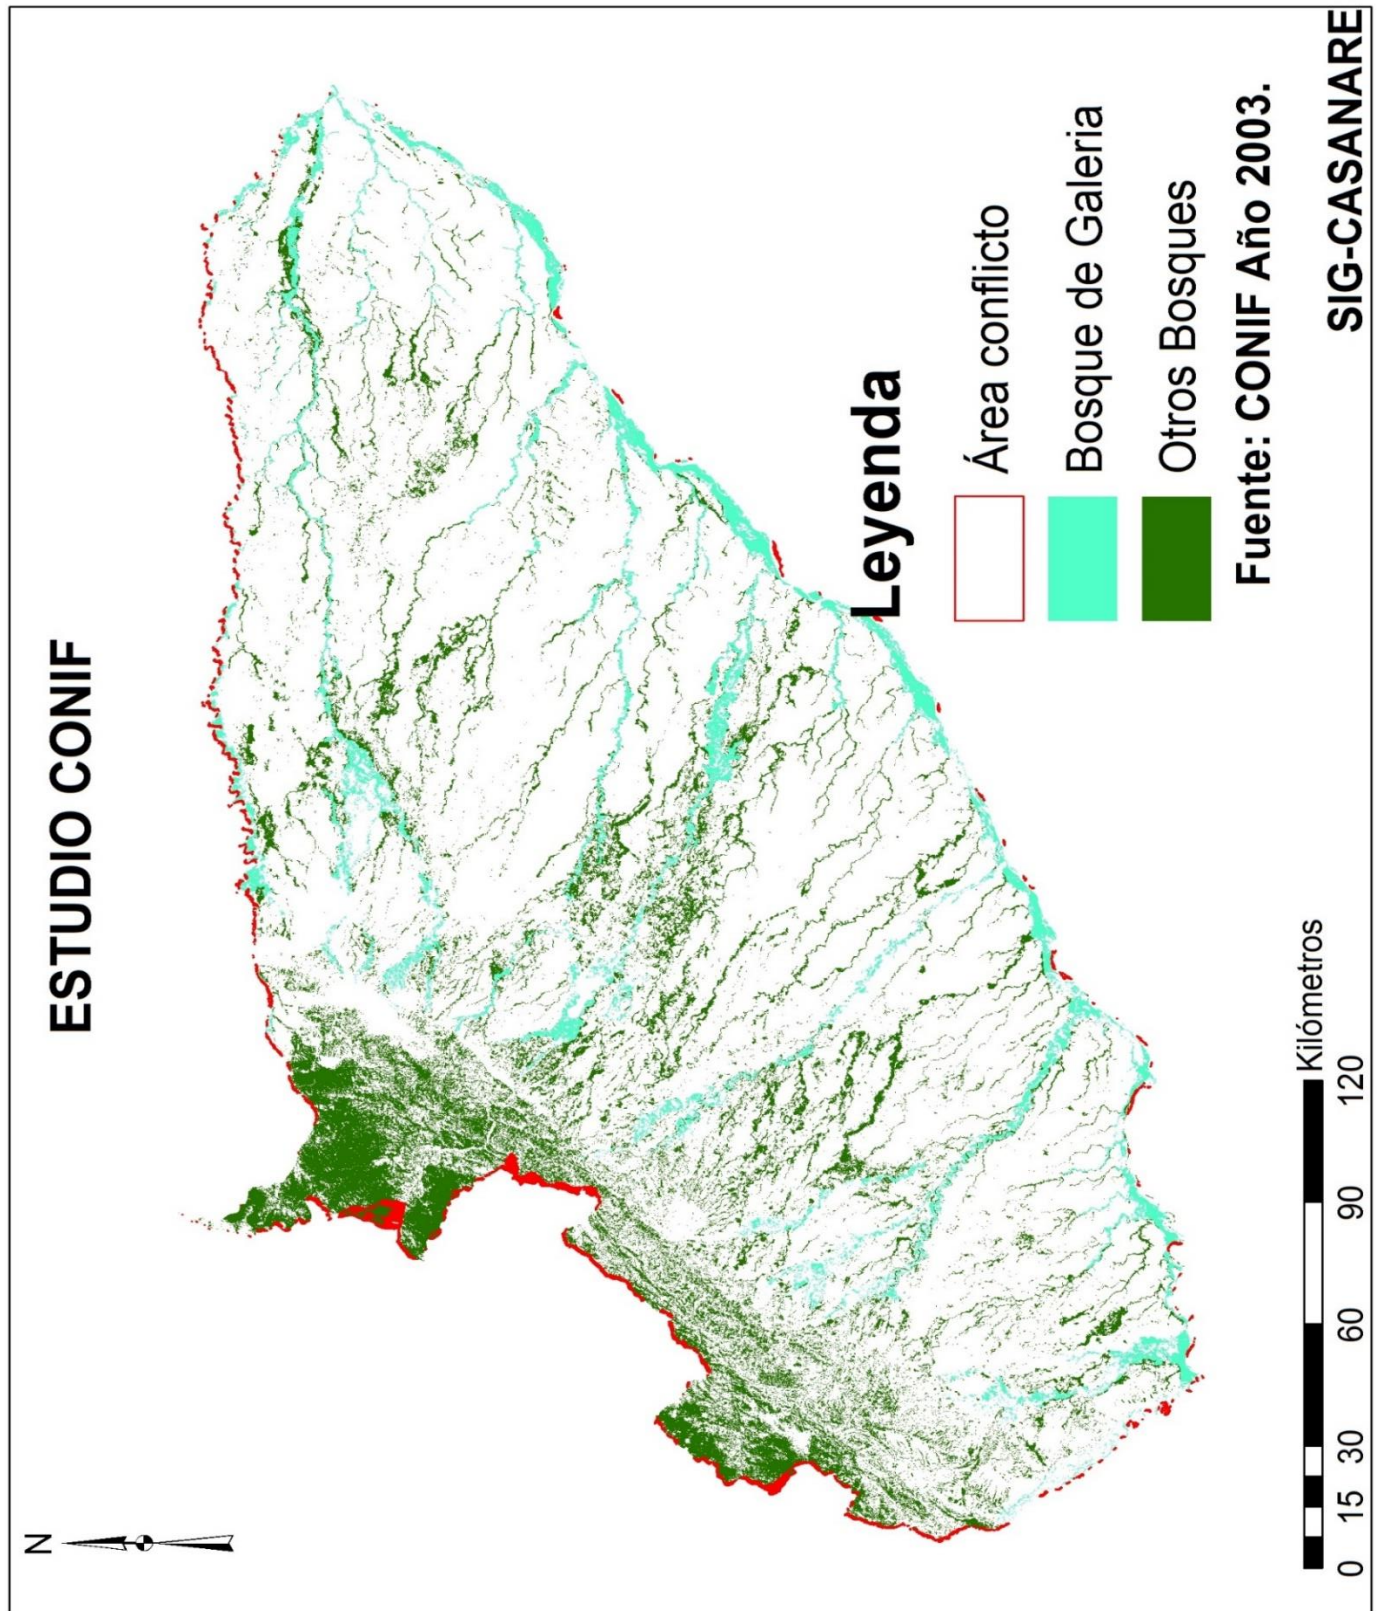 ESTUDIO CONIF
N
Leyenda
Área conflicto
Bosque de Galeria
Otros Bosques
Fuente: CONIF Año 2003.
Kilómetros
0 15 30 60 90 120
SIG-CASANARE